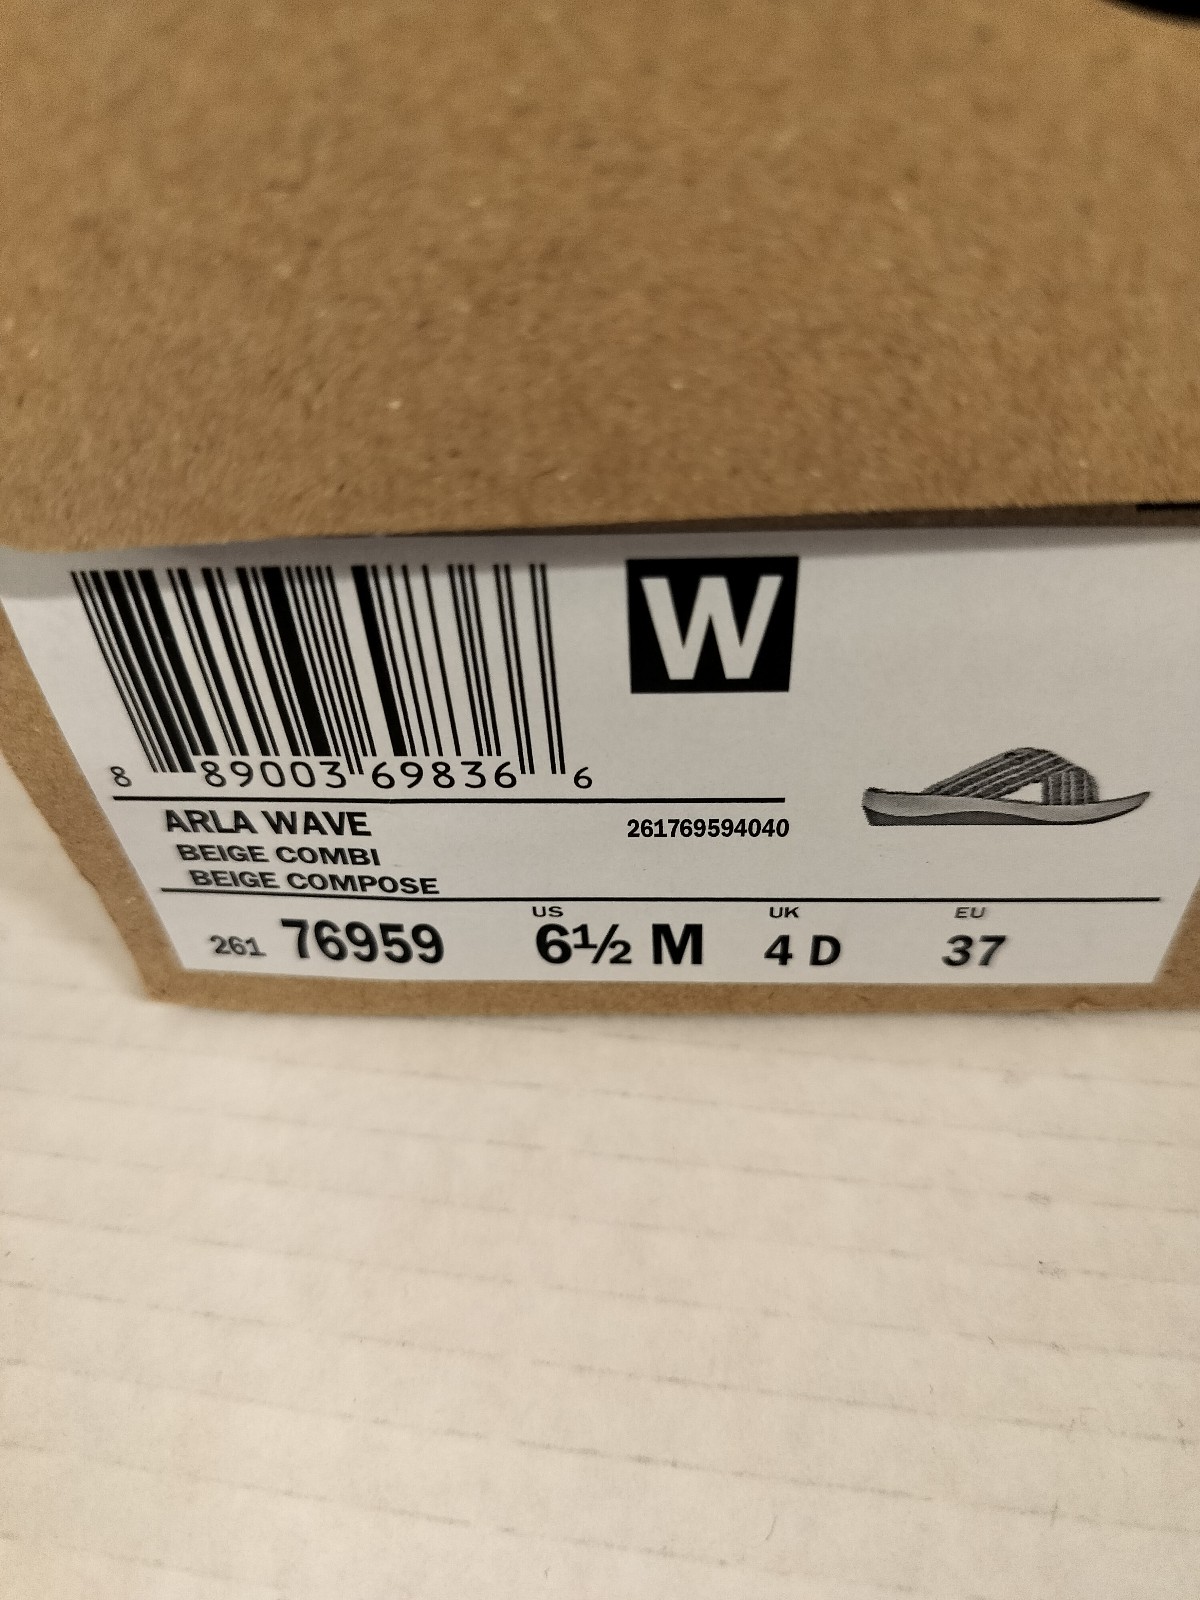 W
8 89003 69836 6
ARLA WAVE
261769594040
BEIGE COMBI
BEIGE COMPOSE
US UK EU
261 76959 6½ M 4 D 37